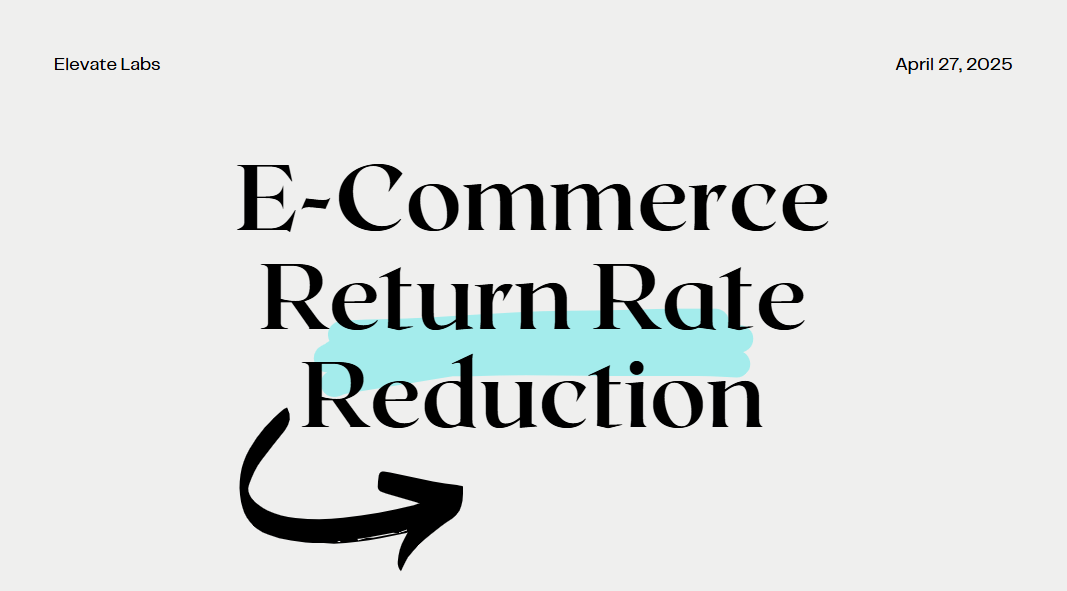 Elevate Labs
April 27, 2025
E-Commerce
Return Rate
Reduction